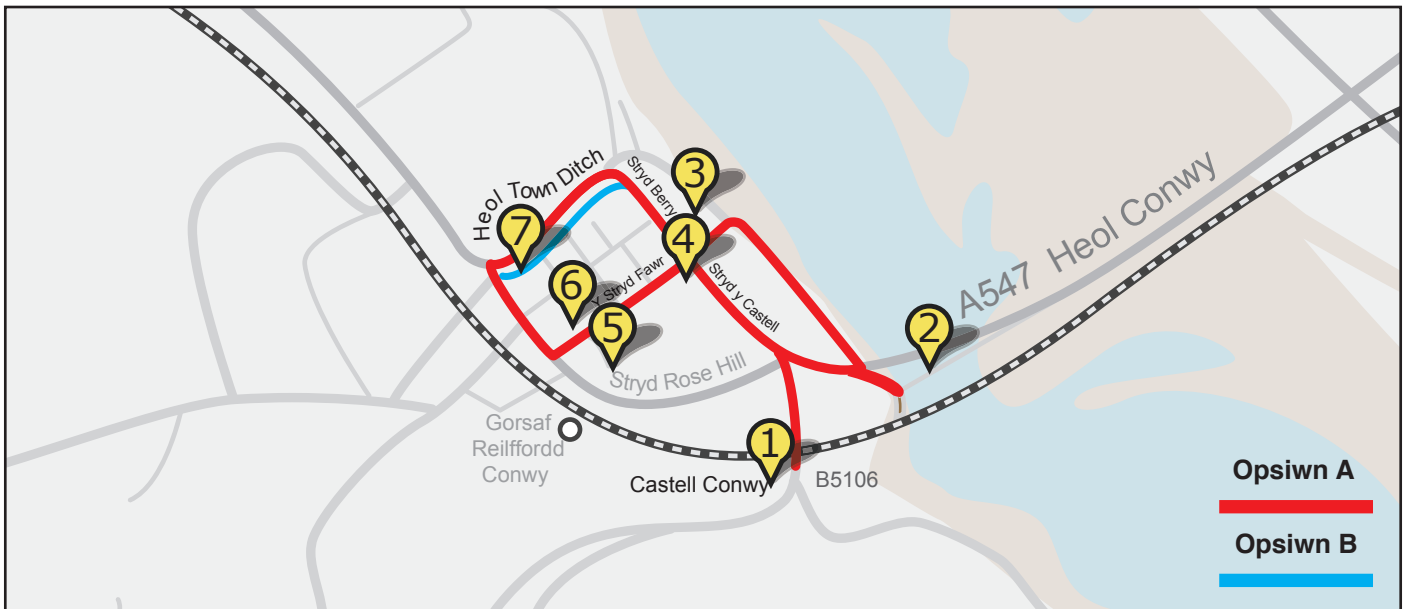 Heol Town Ditch
Stryd Berry
3
7
4
Y Stryd Fawr
Stryd y Castell
6
5
2
A547 Heol Conwy
Stryd Rose Hill
Gorsaf
Reilffordd
Conwy
1
Castell Conwy
B5106
Opsiwn A
Opsiwn B